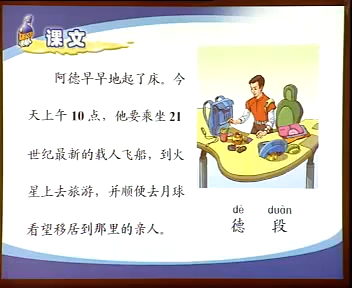 课文
阿德早早地起了床。今
天上午10点，他要乘坐21
世纪最新的载人飞船，到火
星上去旅游，并顺便去月球
看望移居到那里的亲人。
dé duàn
德 段